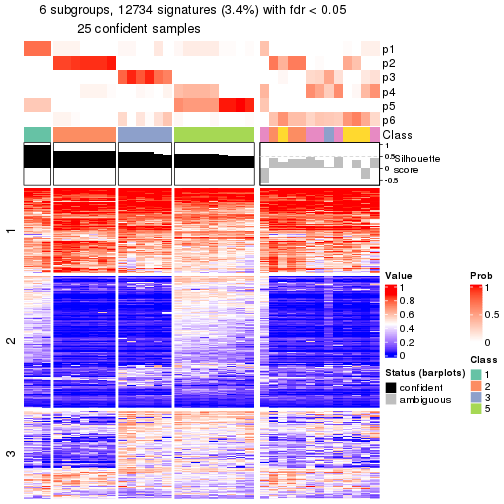 6 subgroups, 12734 signatures (3.4%) with fdr < 0.05
25 confident samples
p1
p2
p3
p4
p5
p6
Class
1
0.5
0
-0.5
Silhouette
score
1
2
3
Value
1
0.8
0.6
0.4
0.2
0
Prob
1
0.5
0
Status (barplots)
confident
ambiguous
Class
1
2
3
5